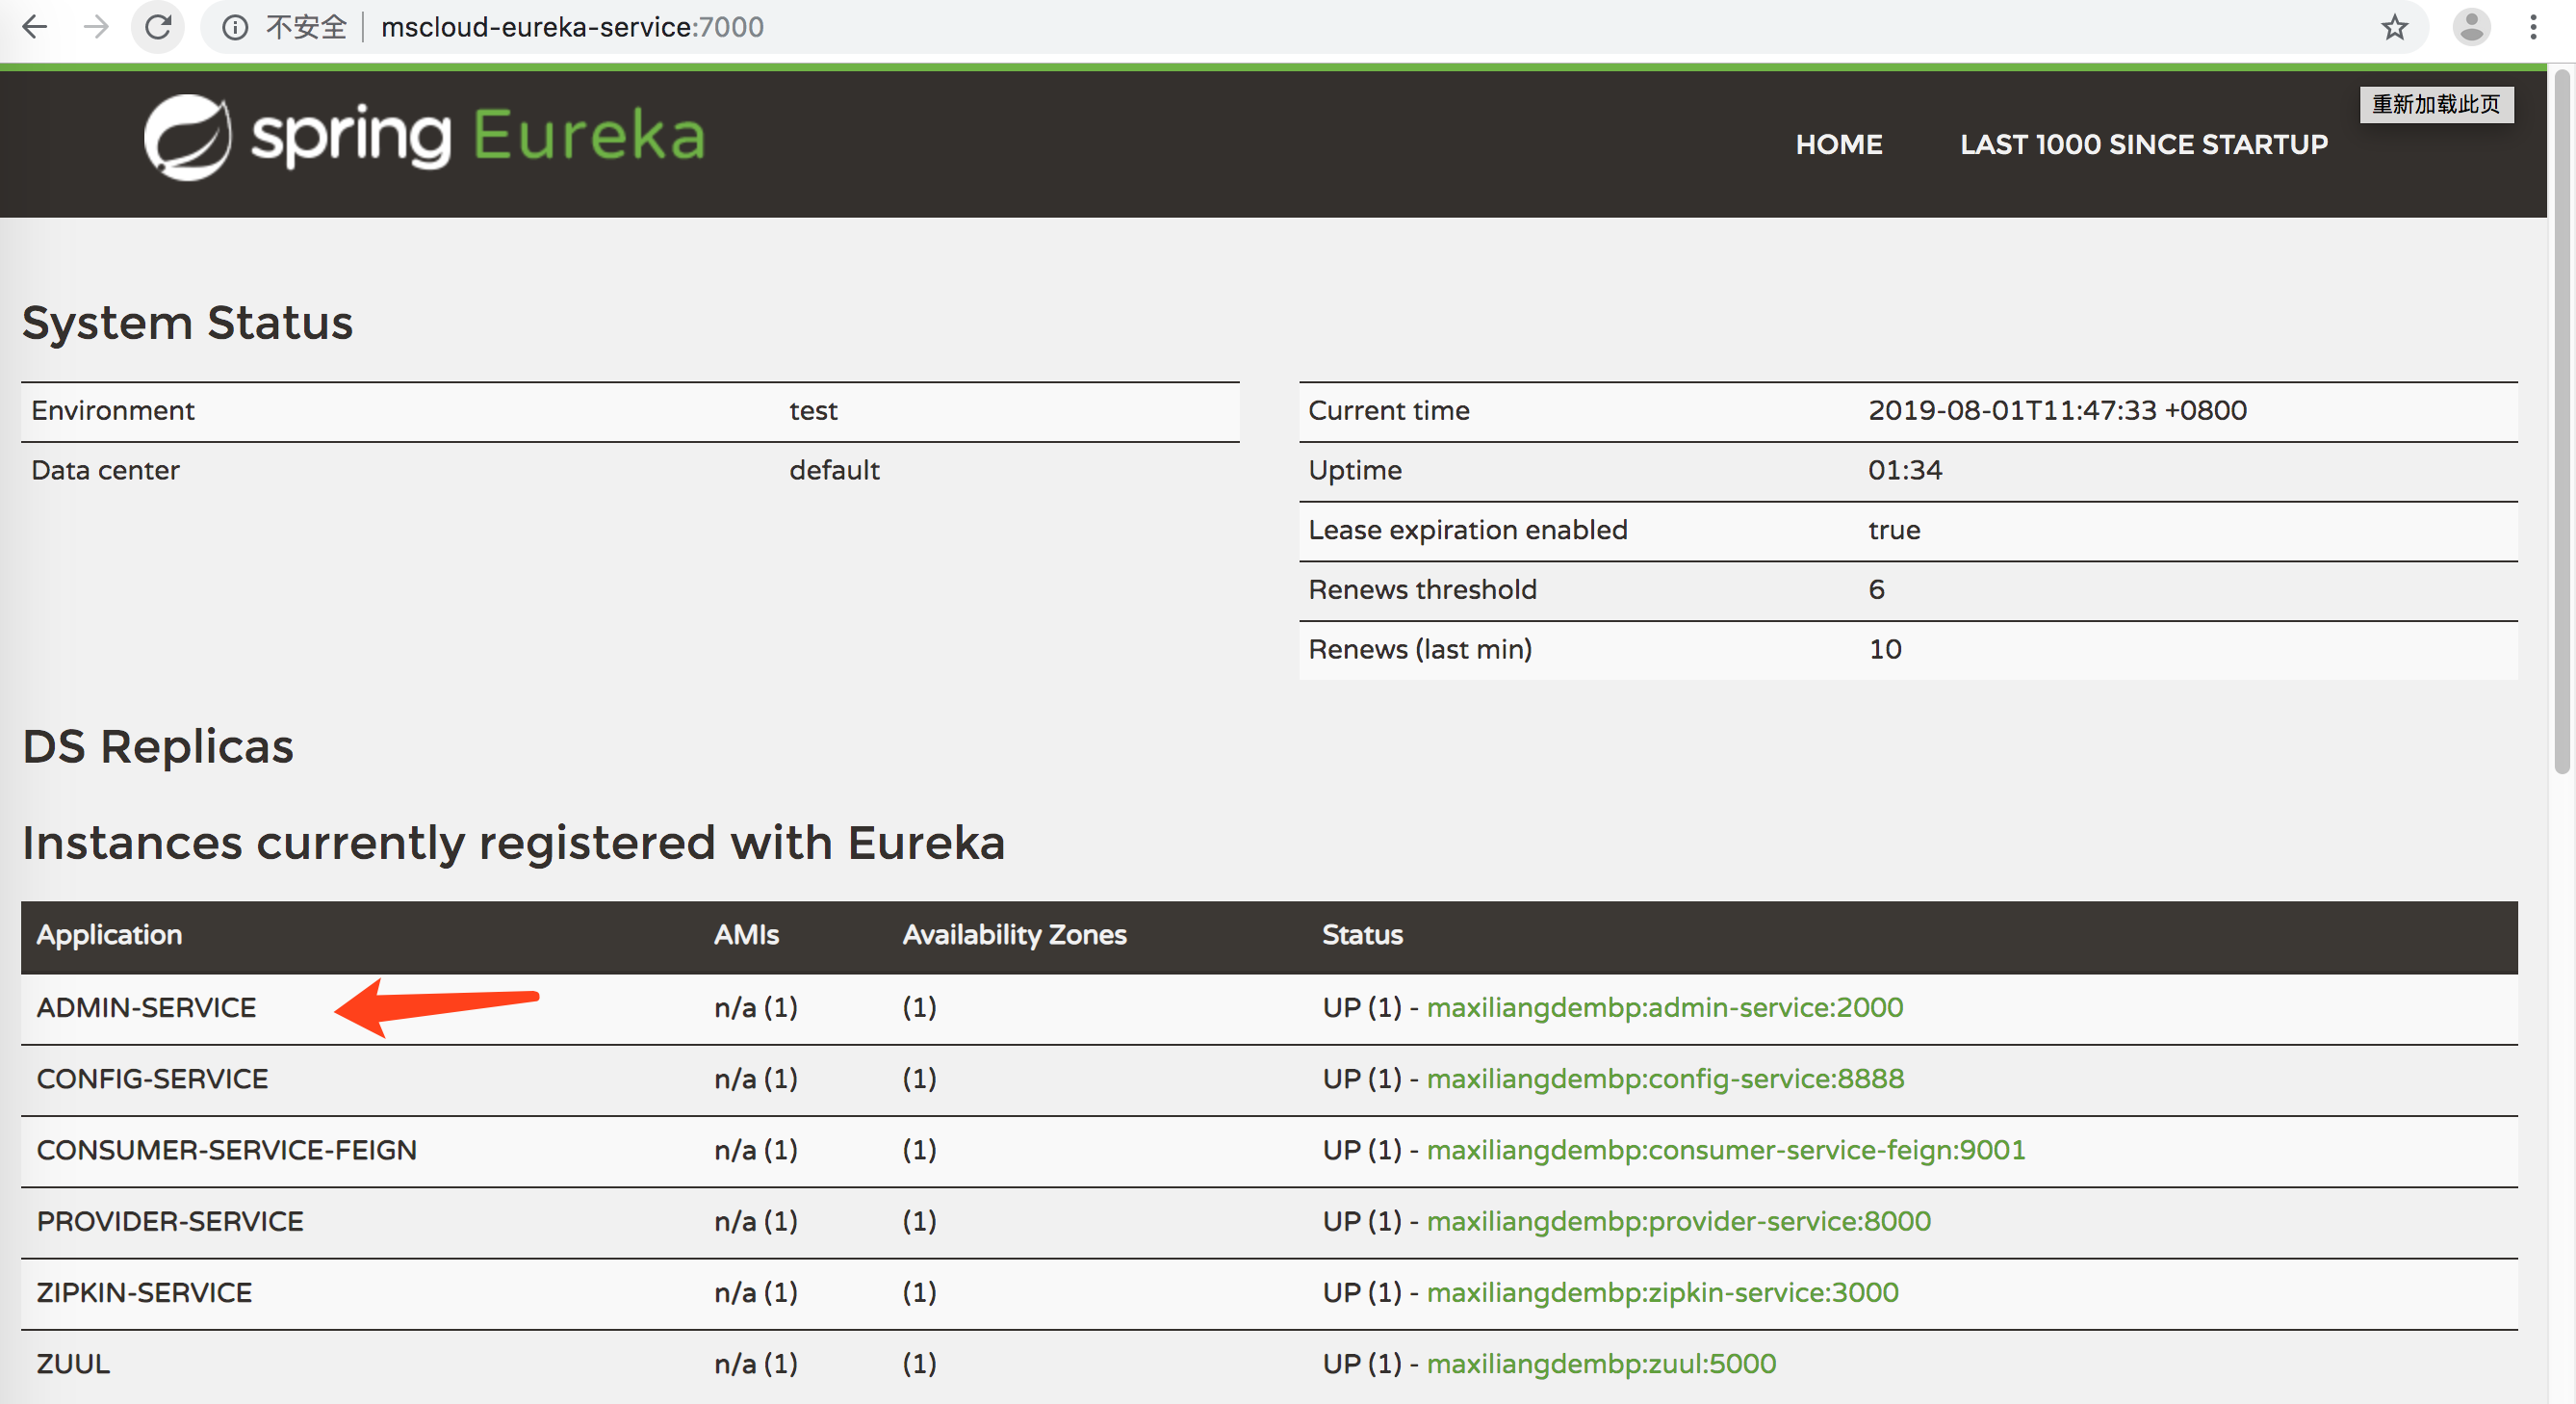 不安全 mscloud-eureka-service:7000
重新加载此页
spring Eureka
HOME LAST 1000 SINCE STARTUP
System Status
Environment test
Data center default
Current time 2019-08-01T11:47:33 +0800
Uptime 01:34
Lease expiration enabled true
Renews threshold 6
Renews (last min) 10
DS Replicas
Instances currently registered with Eureka
Application AMIs Availability Zones Status
ADMIN-SERVICE n/a (1) (1) UP (1) - maxiliangdembp:admin-service:2000
CONFIG-SERVICE n/a (1) (1) UP (1) - maxiliangdembp:config-service:8888
CONSUMER-SERVICE-FEIGN n/a (1) (1) UP (1) - maxiliangdembp:consumer-service-feign:9001
PROVIDER-SERVICE n/a (1) (1) UP (1) - maxiliangdembp:provider-service:8000
ZIPKIN-SERVICE n/a (1) (1) UP (1) - maxiliangdembp:zipkin-service:3000
ZUUL n/a (1) (1) UP (1) - maxiliangdembp:zuul:5000